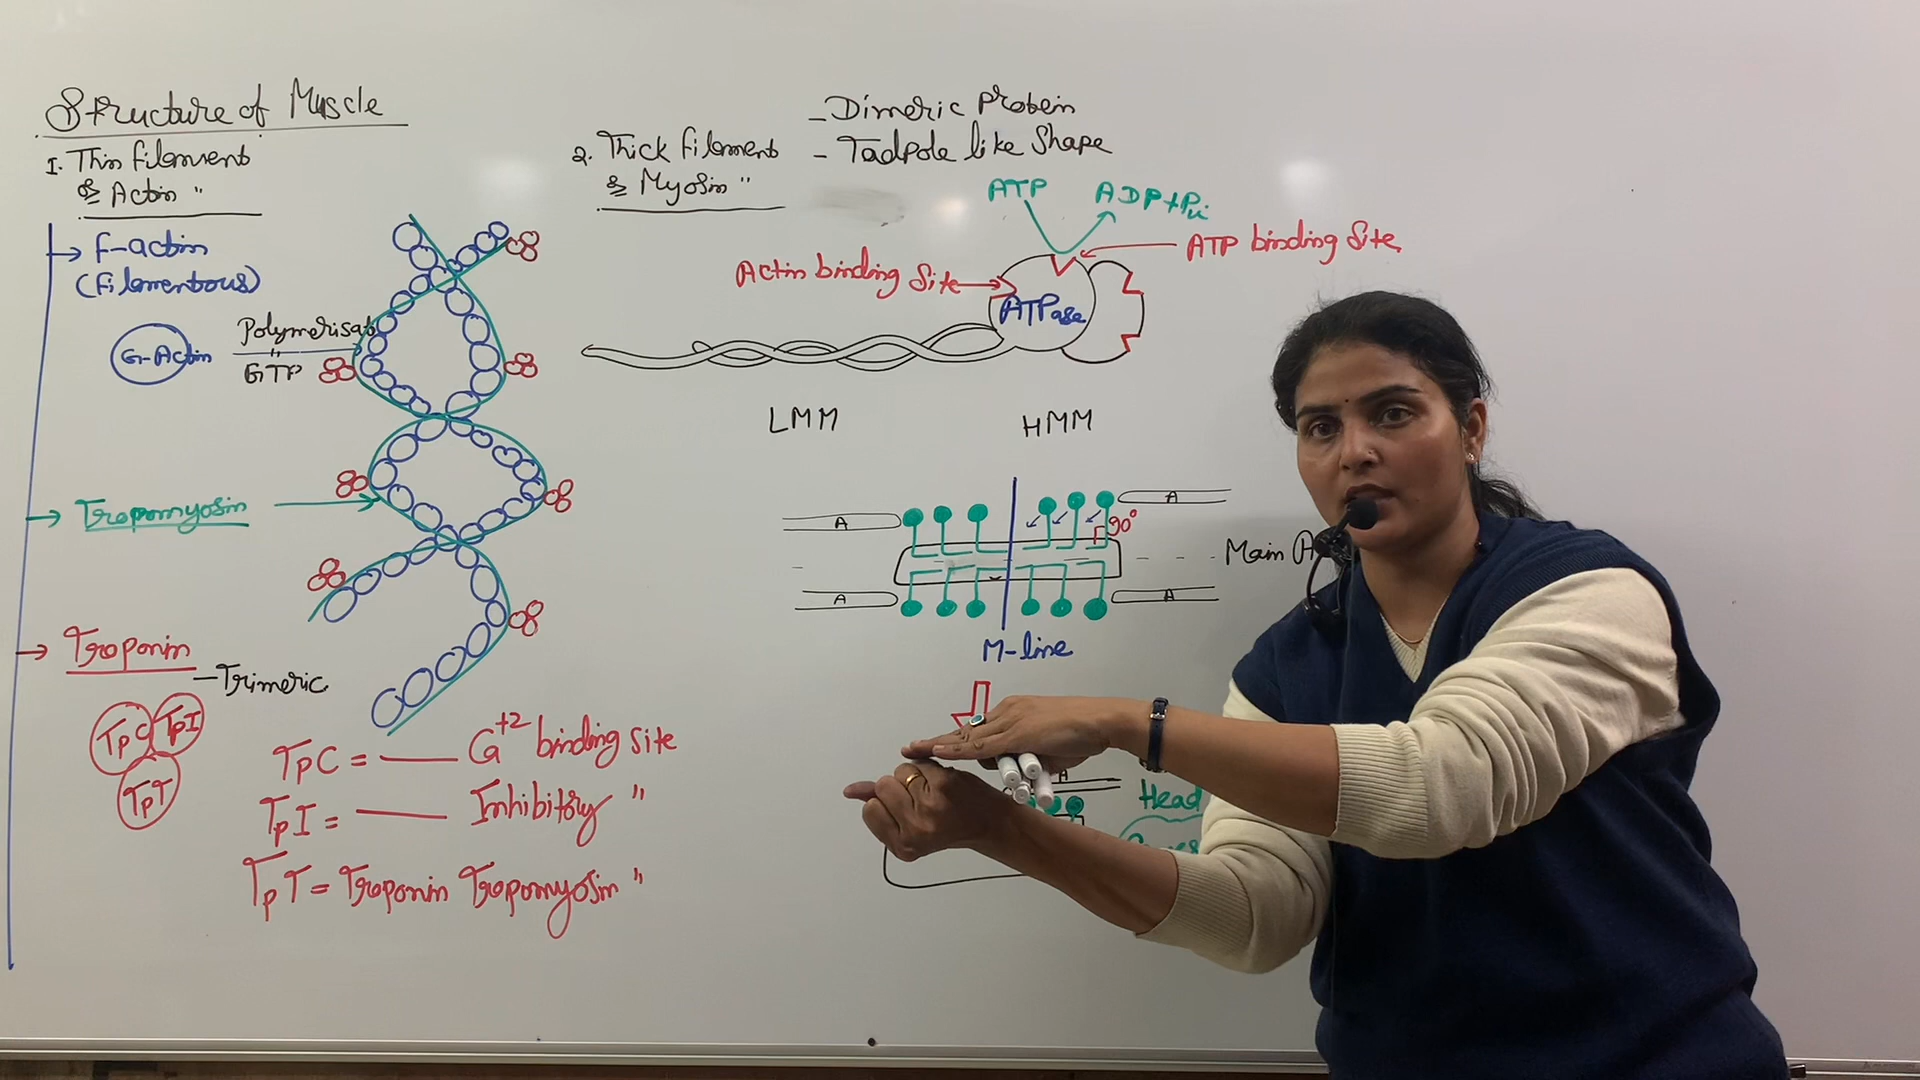 Structure of Muscle
1. Thin filament
or Actin "
F-actin
(Filamentous)
G-Actin
Polymerisat
"
GTP
Tropomyosin
Troponin
- Trimeric
TpC
TpI
TpT
TpC = — Ca+2 binding site
TpI = — Inhibitory "
TpT = Troponin Tropomyosin "
2. Thick filament
or Myosin "
- Dimeric protein
- Tadpole like shape
ATP
ADP+Pi
Actin binding site
ATP binding site
ATPase
LMM
HMM
A
A
90°
Main A
A
A
M-line
A
Head